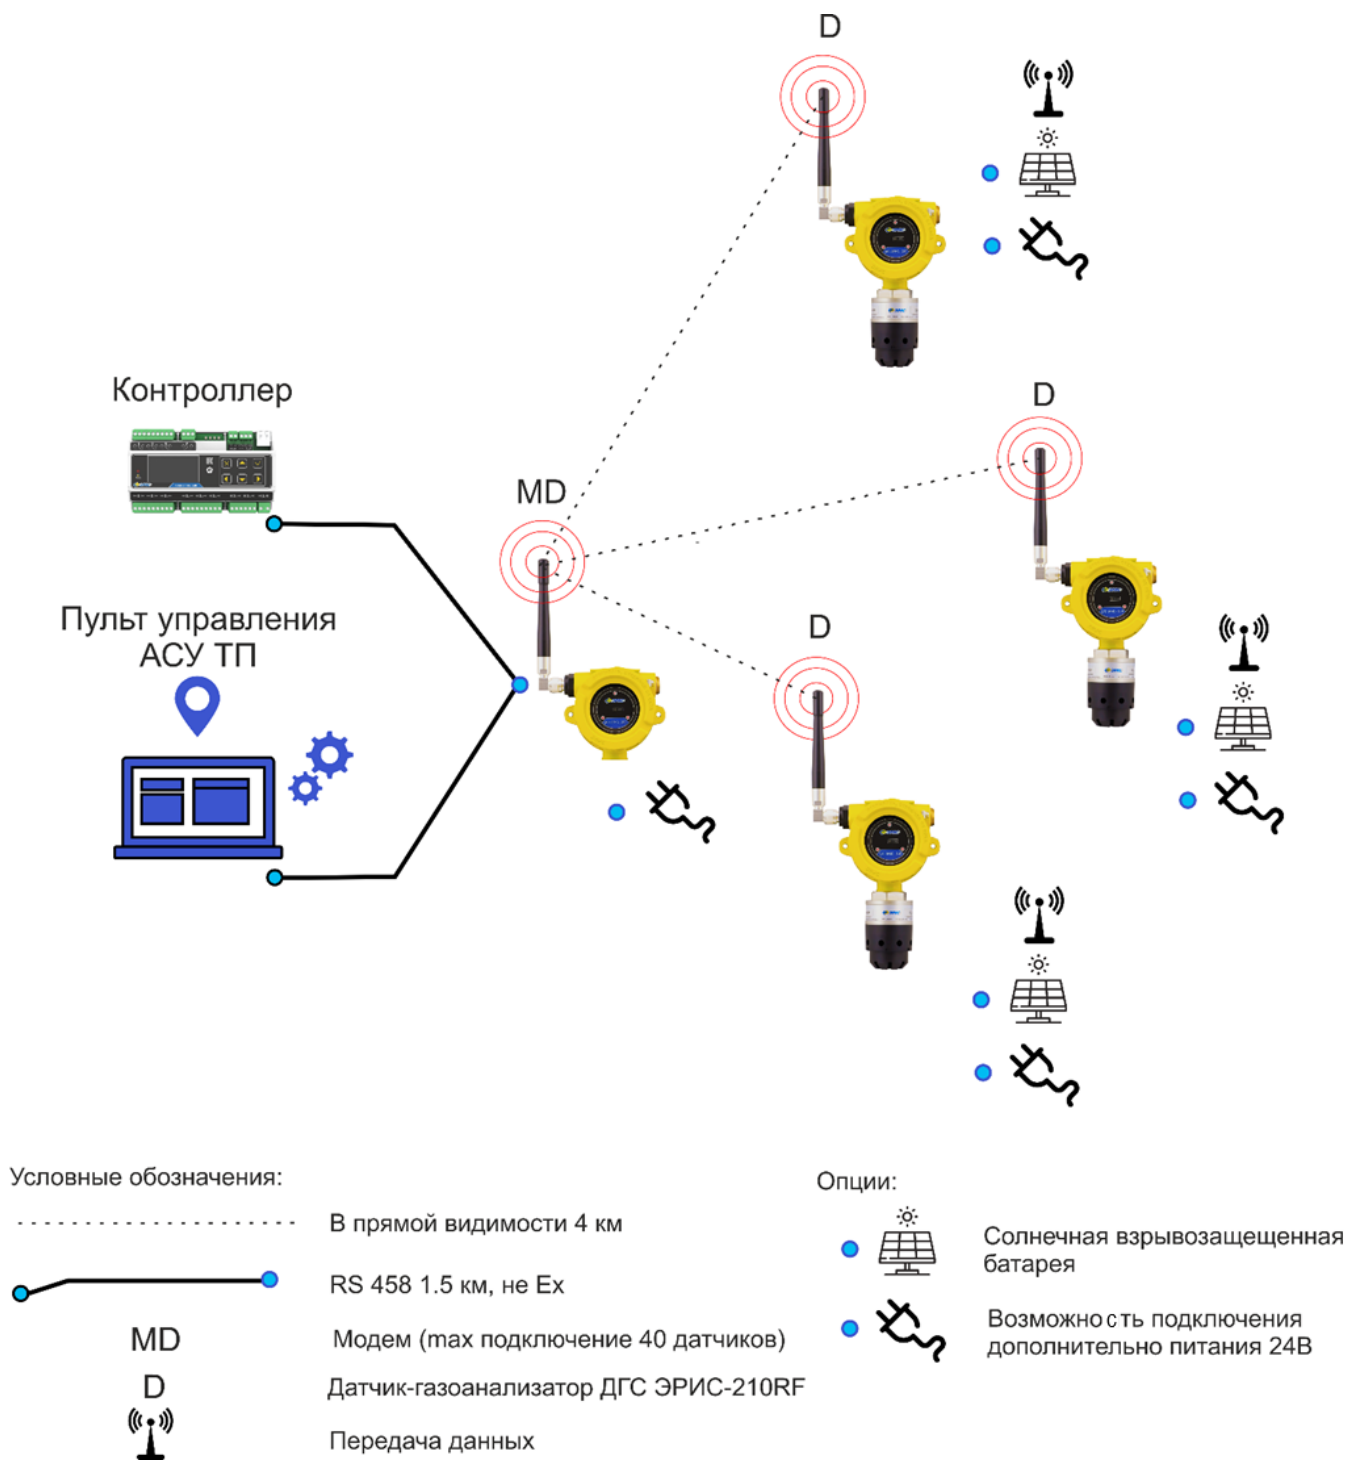 D
Контроллер
D
MD
Пульт управления
АСУ ТП
D
Условные обозначения:
В прямой видимости 4 км
RS 458 1.5 км, не Ex
MD
Модем (max подключение 40 датчиков)
D
Датчик-газоанализатор ДГС ЭРИС-210RF
Передача данных
Опции:
Солнечная взрывозащещенная
батарея
Возможность подключения
дополнительно питания 24В